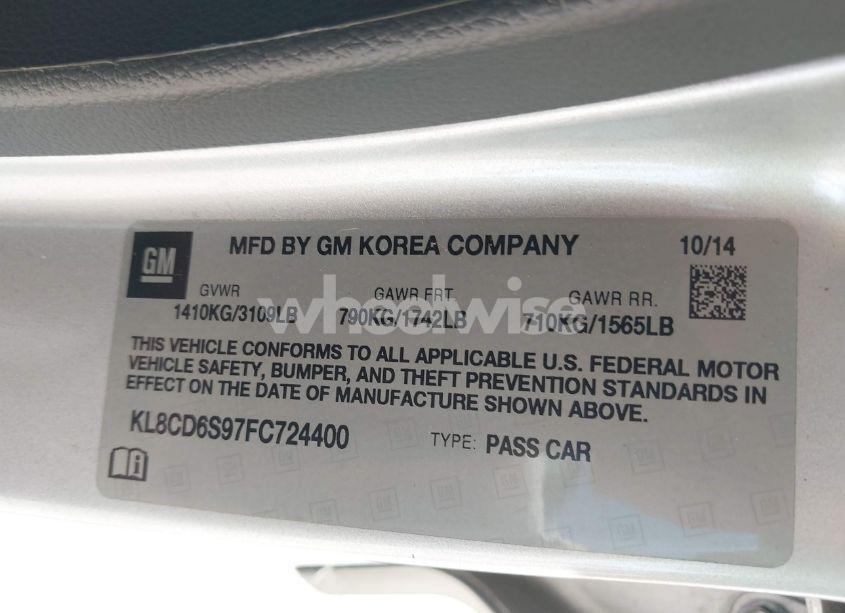 GM MFD BY GM KOREA COMPANY 10/14
GVWR GAWR FRT. GAWR RR.
1410KG/3109LB 790KG/1742LB 710KG/1565LB
wheelwise
THIS VEHICLE CONFORMS TO ALL APPLICABLE U.S. FEDERAL MOTOR
VEHICLE SAFETY, BUMPER, AND THEFT PREVENTION STANDARDS IN
EFFECT ON THE DATE OF MANUFACTURE SHOWN ABOVE.
KL8CD6S97FC724400 TYPE: PASS CAR